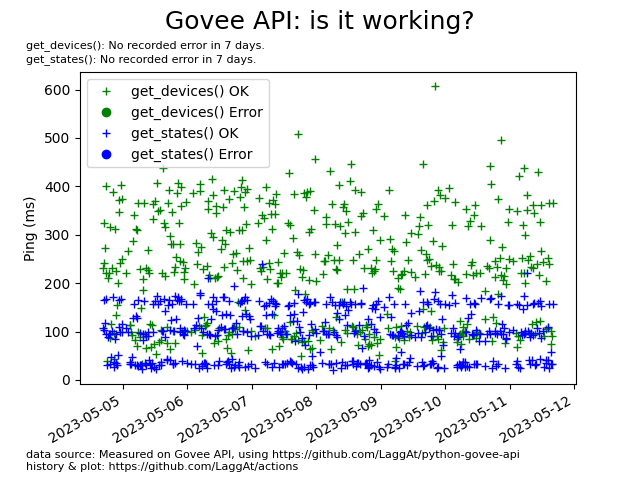 Govee API: is it working?
get_devices(): No recorded error in 7 days.
get_states(): No recorded error in 7 days.
get_devices() OK
get_devices() Error
get_states() OK
get_states() Error
Ping (ms)
600
500
400
300
200
100
0
2023-05-05
2023-05-06
2023-05-07
2023-05-08
2023-05-09
2023-05-10
2023-05-11
2023-05-12
data source: Measured on Govee API, using https://github.com/LaggAt/python-govee-api
history & plot: https://github.com/LaggAt/actions